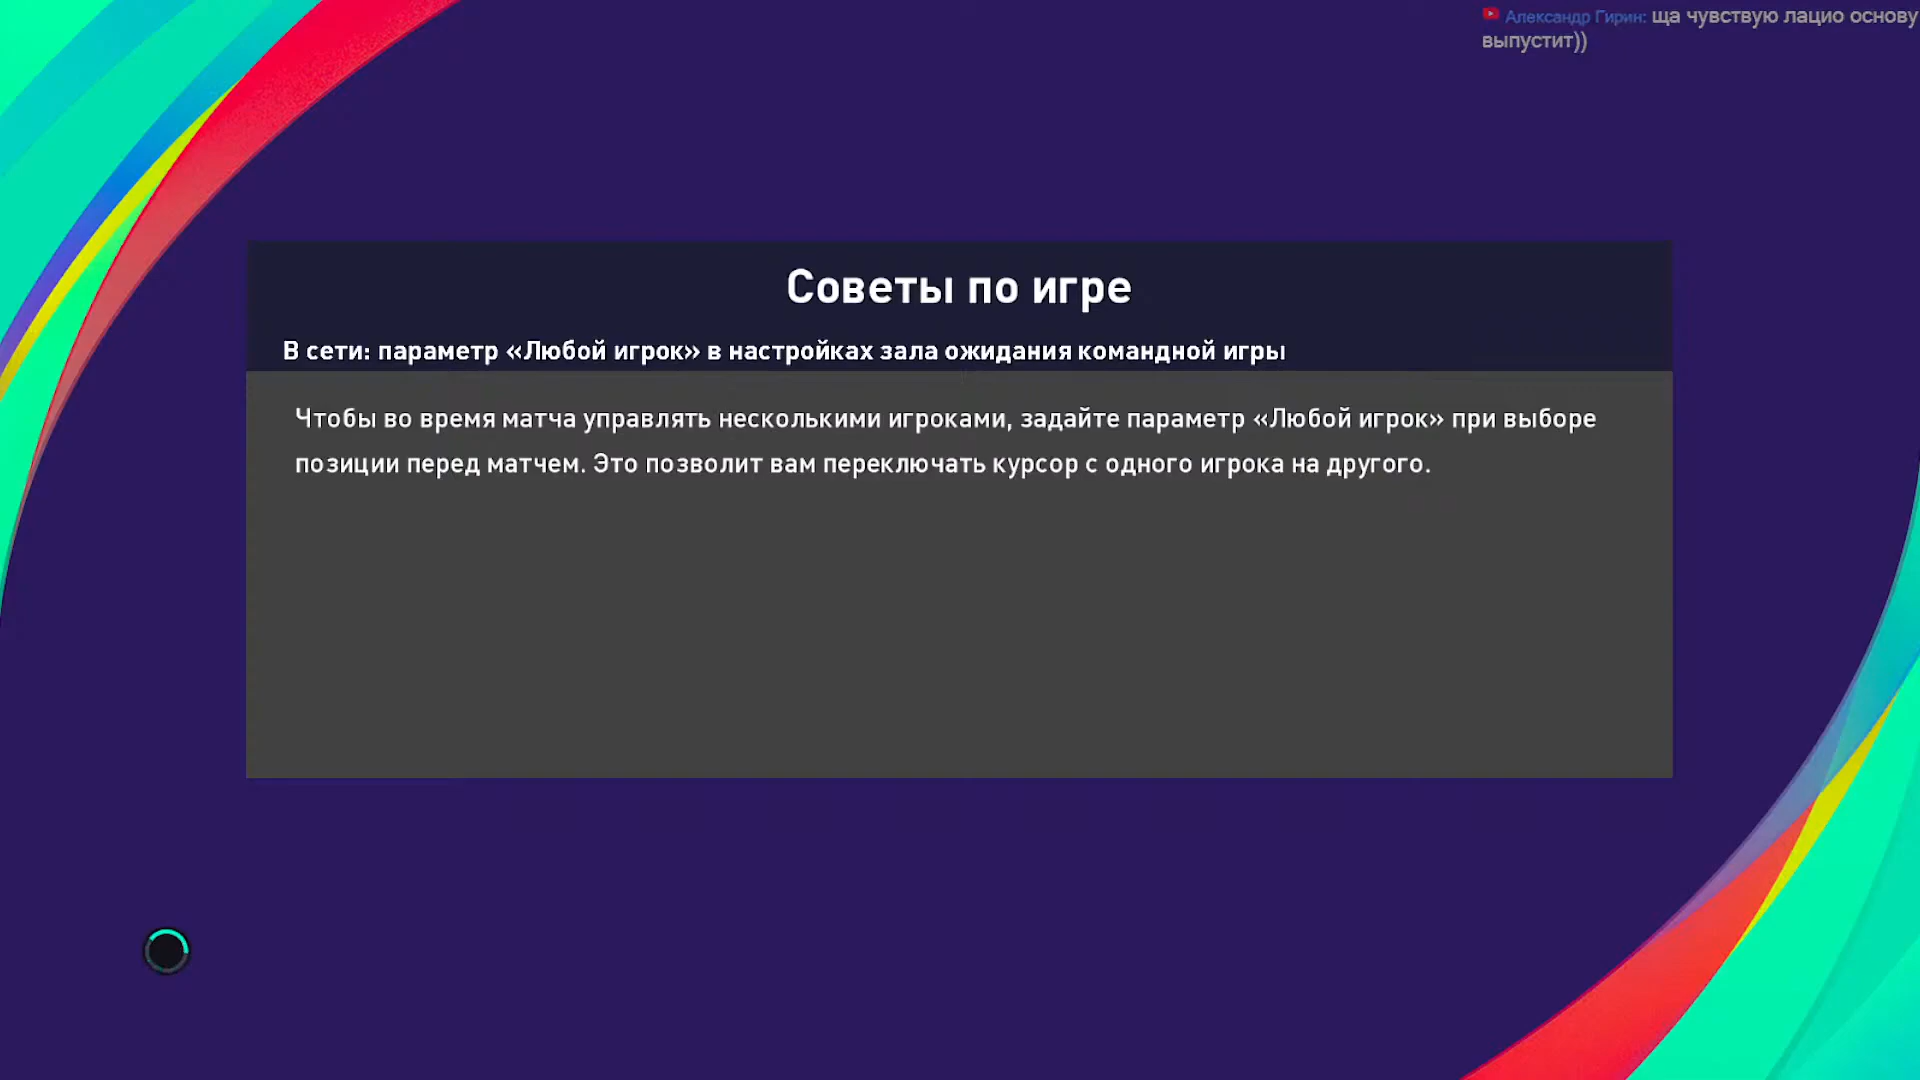 Александр Гирин: ща чувствую лацио основу
выпустит))
Советы по игре
В сети: параметр «Любой игрок» в настройках зала ожидания командной игры
Чтобы во время матча управлять несколькими игроками, задайте параметр «Любой игрок» при выборе
позиции перед матчем. Это позволит вам переключать курсор с одного игрока на другого.